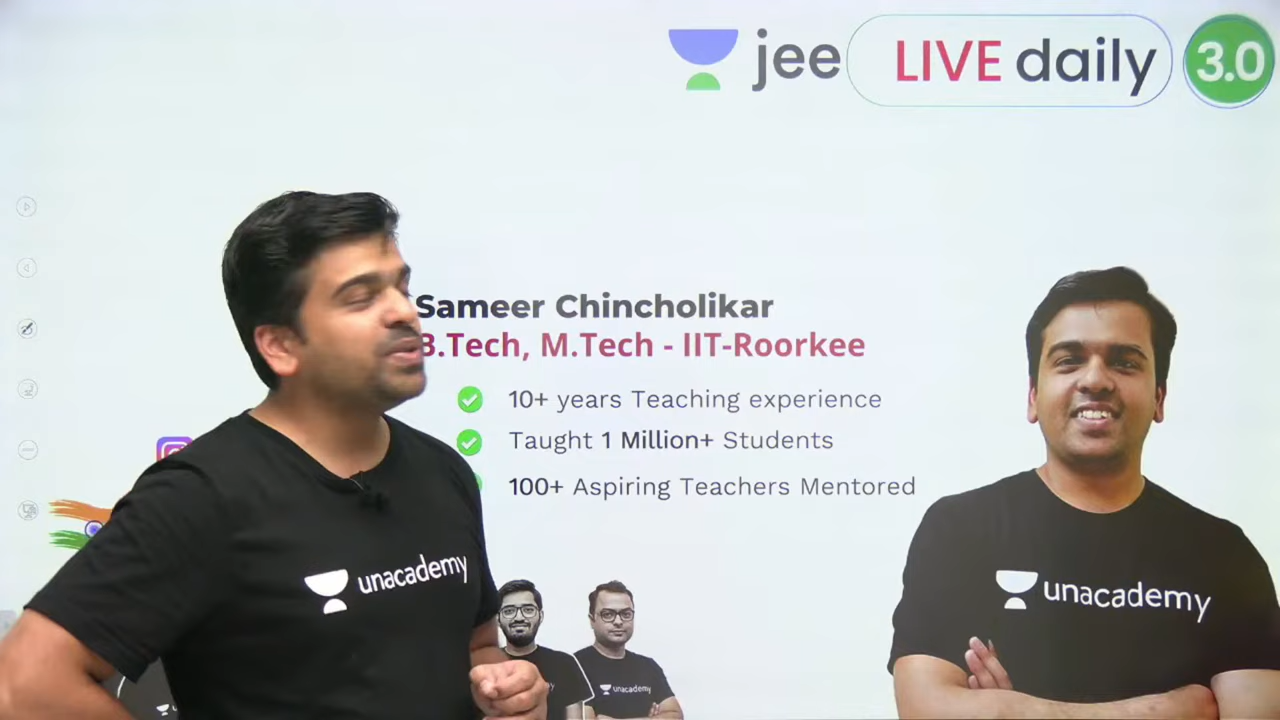 jee LIVE daily 3.0
Sameer Chincholikar
B.Tech, M.Tech - IIT-Roorkee
10+ years Teaching experience
Taught 1 Million+ Students
100+ Aspiring Teachers Mentored
unacademy
unacademy
unacademy